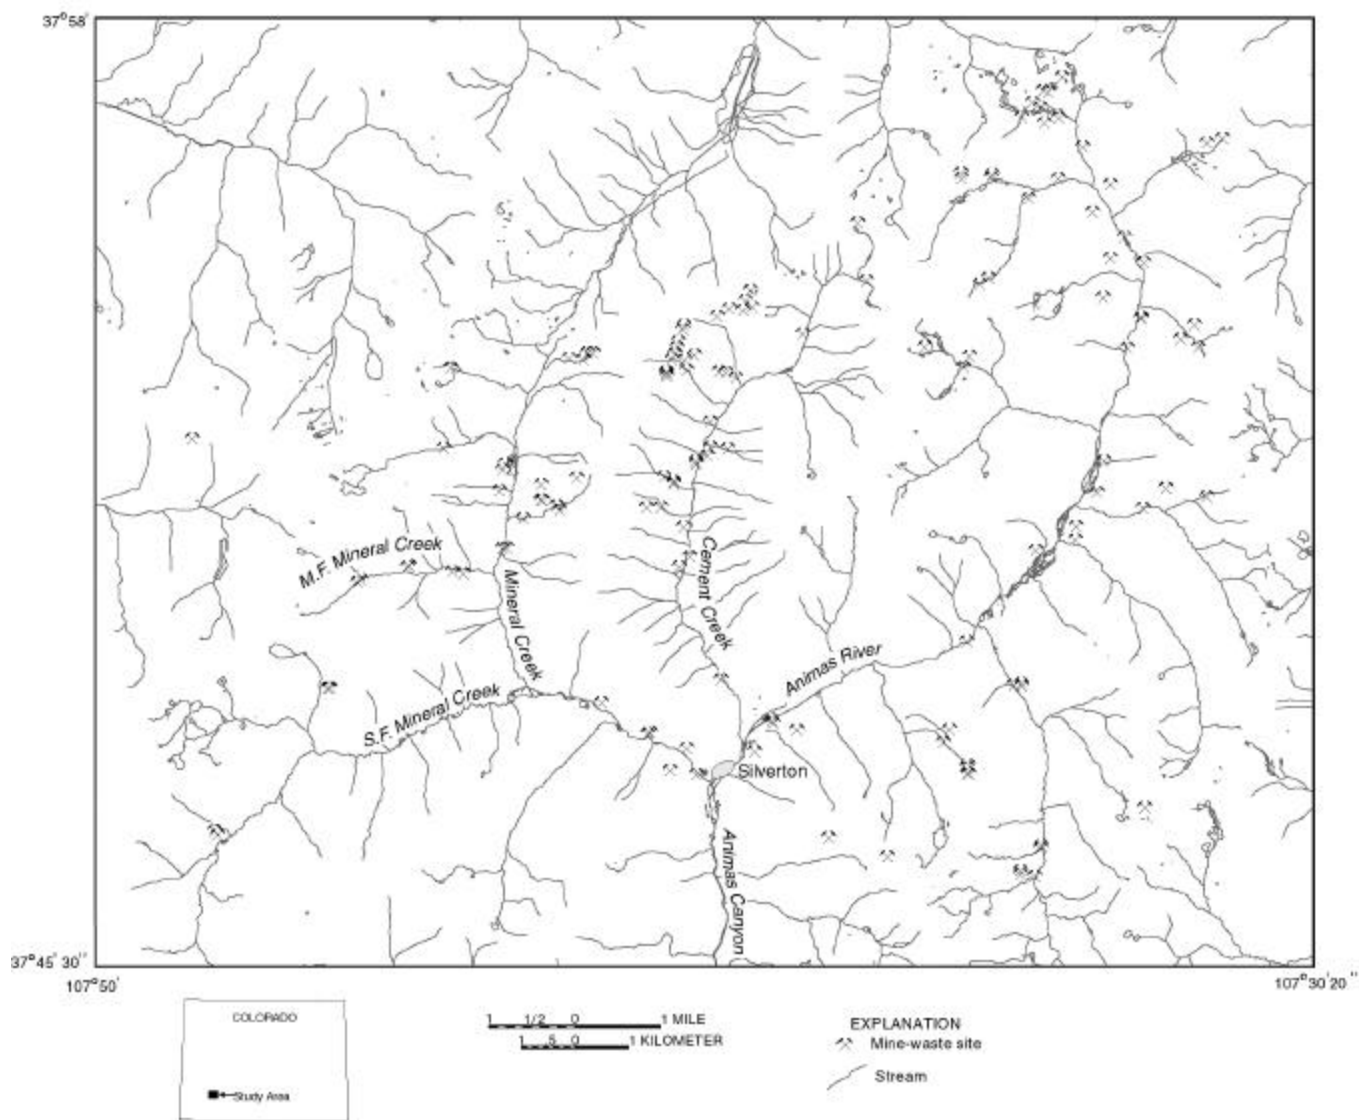 37°58'
M.F. Mineral Creek
Mineral Creek
Cement Creek
S.F. Mineral Creek
Animas River
Silverton
Animas Canyon
37°45' 30"
107°50'
107°30' 20"
COLORADO
Study Area
1 1/2 0 1 MILE
1 .5 0 1 KILOMETER
EXPLANATION
Mine-waste site
Stream